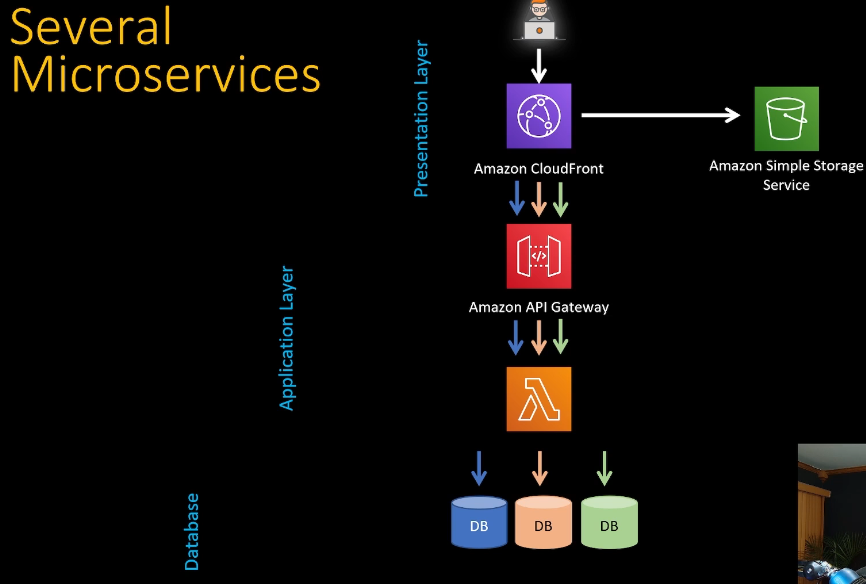 Several
Microservices
Presentation Layer
Amazon CloudFront
Amazon Simple Storage
Service
Amazon API Gateway
Application Layer
Database
DB
DB
DB